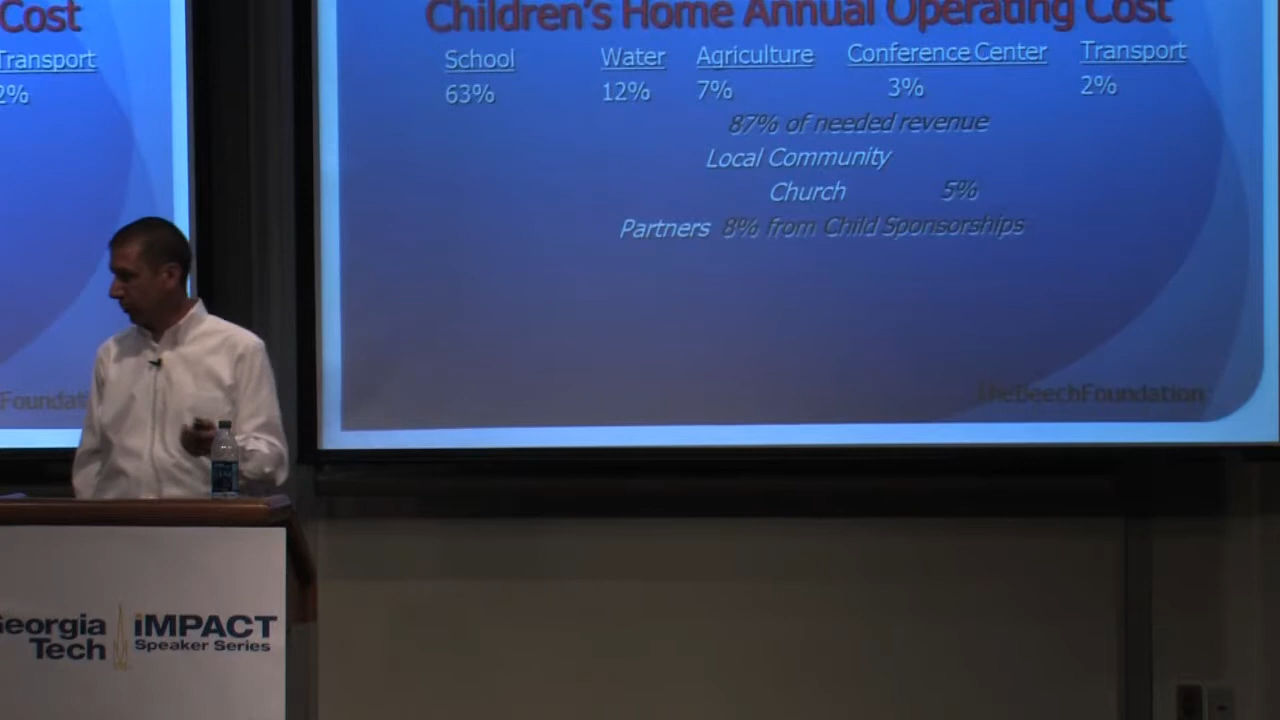 Cost
Transport
2%
Foundat
Children's Home Annual Operating Cost
School Water Agriculture Conference Center Transport
63% 12% 7% 3% 2%
87% of needed revenue
Local Community
Church 5%
Partners 8% from Child Sponsorships
TheBeechFoundation
Georgia Tech
iMPACT
Speaker Series